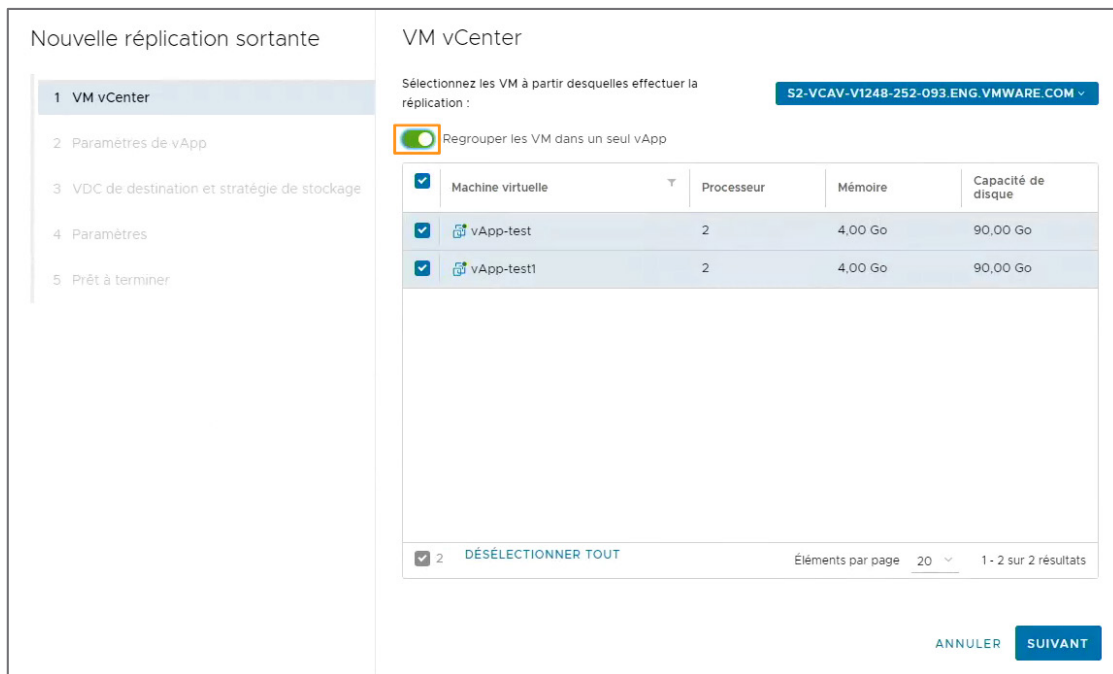 Nouvelle réplication sortante
1 VM vCenter
2 Paramètres de vApp
3 VDC de destination et stratégie de stockage
4 Paramètres
5 Prêt à terminer
VM vCenter
Sélectionnez les VM à partir desquelles effectuer la
réplication :
S2-VCAV-V1248-252-093.ENG.VMWARE.COM
Regrouper les VM dans un seul vApp
Machine virtuelle Processeur Mémoire Capacité de
disque
vApp-test 2 4,00 Go 90,00 Go
vApp-test1 2 4,00 Go 90,00 Go
2 DÉSÉLECTIONNER TOUT Éléments par page 20 1 - 2 sur 2 résultats
ANNULER SUIVANT